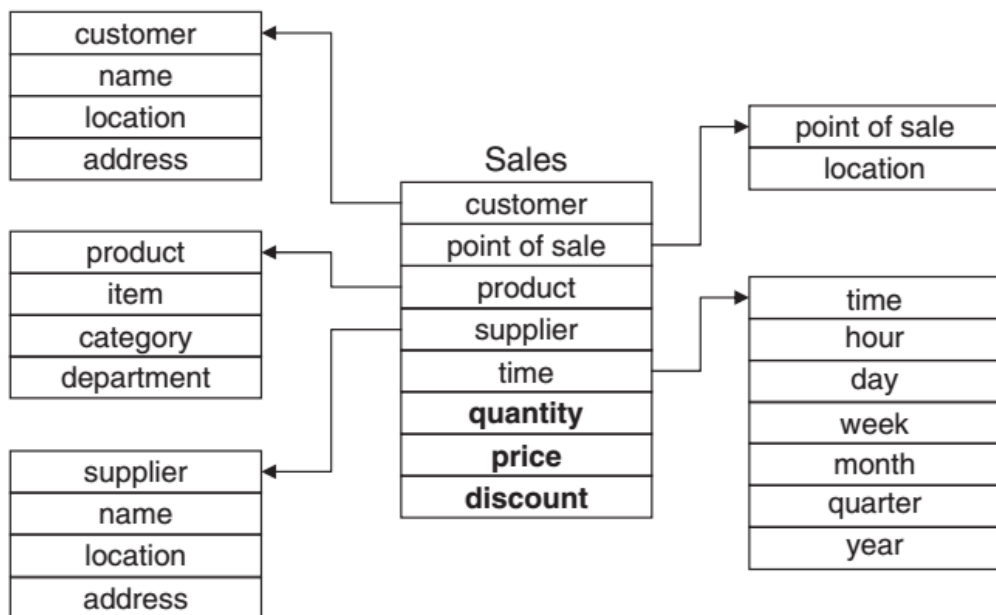 customer
name
location
address
product
item
category
department
supplier
name
location
address
Sales
customer
point of sale
product
supplier
time
quantity
price
discount
point of sale
location
time
hour
day
week
month
quarter
year